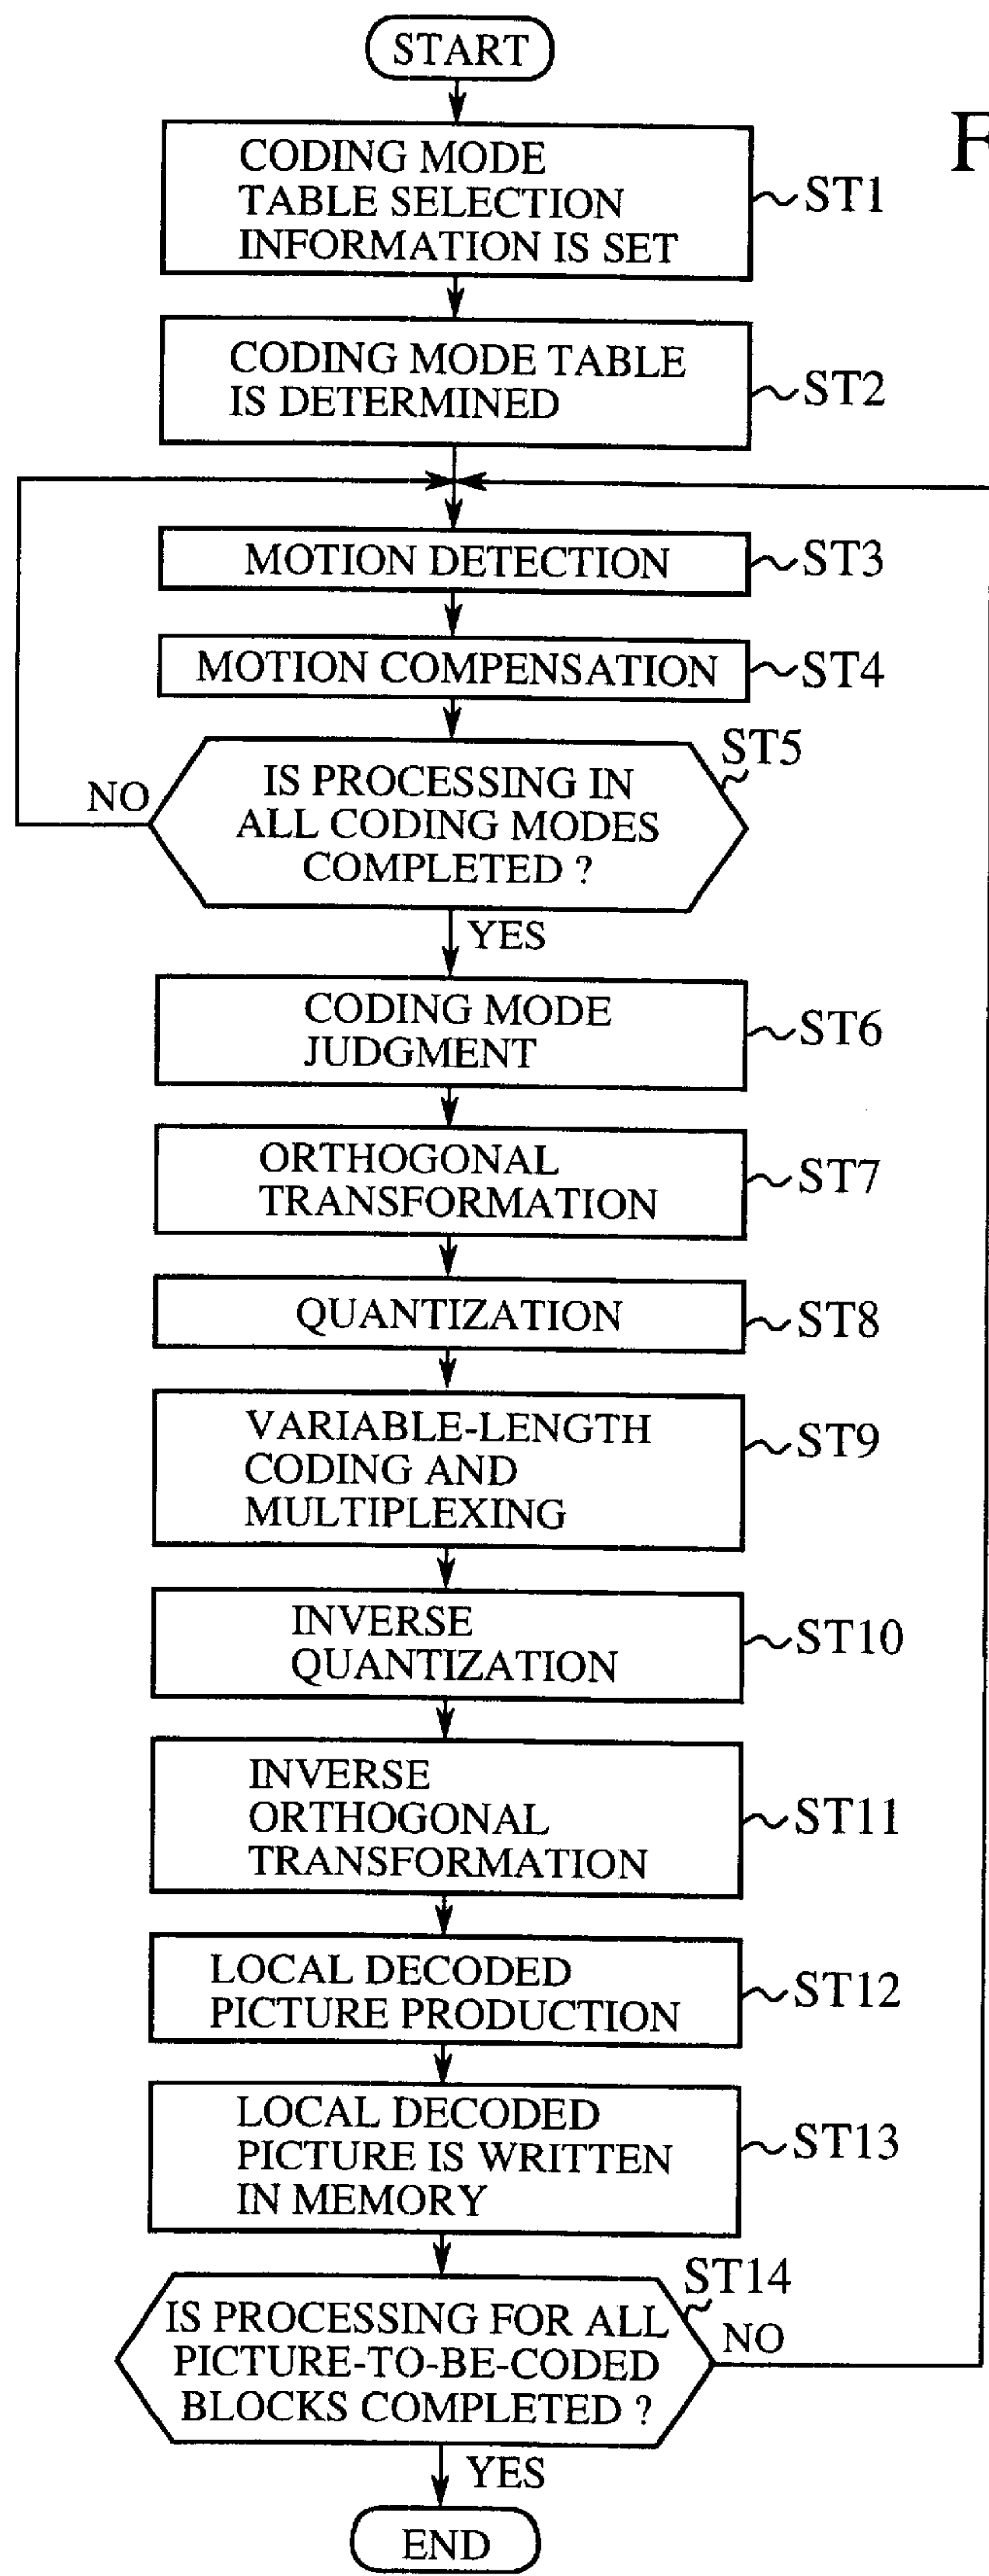 START
F
CODING MODE
TABLE SELECTION
INFORMATION IS SET
ST1
CODING MODE TABLE
IS DETERMINED
ST2
MOTION DETECTION
ST3
MOTION COMPENSATION
ST4
ST5
IS PROCESSING IN
ALL CODING MODES
COMPLETED ?
NO
YES
CODING MODE
JUDGMENT
ST6
ORTHOGONAL
TRANSFORMATION
ST7
QUANTIZATION
ST8
VARIABLE-LENGTH
CODING AND
MULTIPLEXING
ST9
INVERSE
QUANTIZATION
ST10
INVERSE
ORTHOGONAL
TRANSFORMATION
ST11
LOCAL DECODED
PICTURE PRODUCTION
ST12
LOCAL DECODED
PICTURE IS WRITTEN
IN MEMORY
ST13
ST14
IS PROCESSING FOR ALL
PICTURE-TO-BE-CODED
BLOCKS COMPLETED ?
NO
YES
END